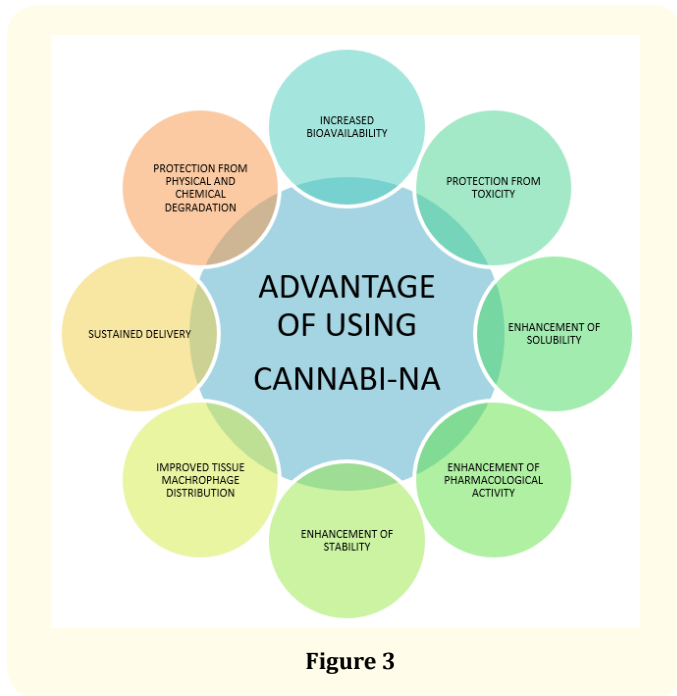 INCREASED
BIOAVAILABILITY
PROTECTION FROM
TOXICITY
ENHANCEMENT OF
SOLUBILITY
ENHANCEMENT OF
PHARMACOLOGICAL
ACTIVITY
ENHANCEMENT OF
STABILITY
IMPROVED TISSUE
MACHROPHAGE
DISTRIBUTION
SUSTAINED DELIVERY
PROTECTION FROM
PHYSICAL AND
CHEMICAL
DEGRADATION
ADVANTAGE
OF USING
CANNABI-NA
Figure 3